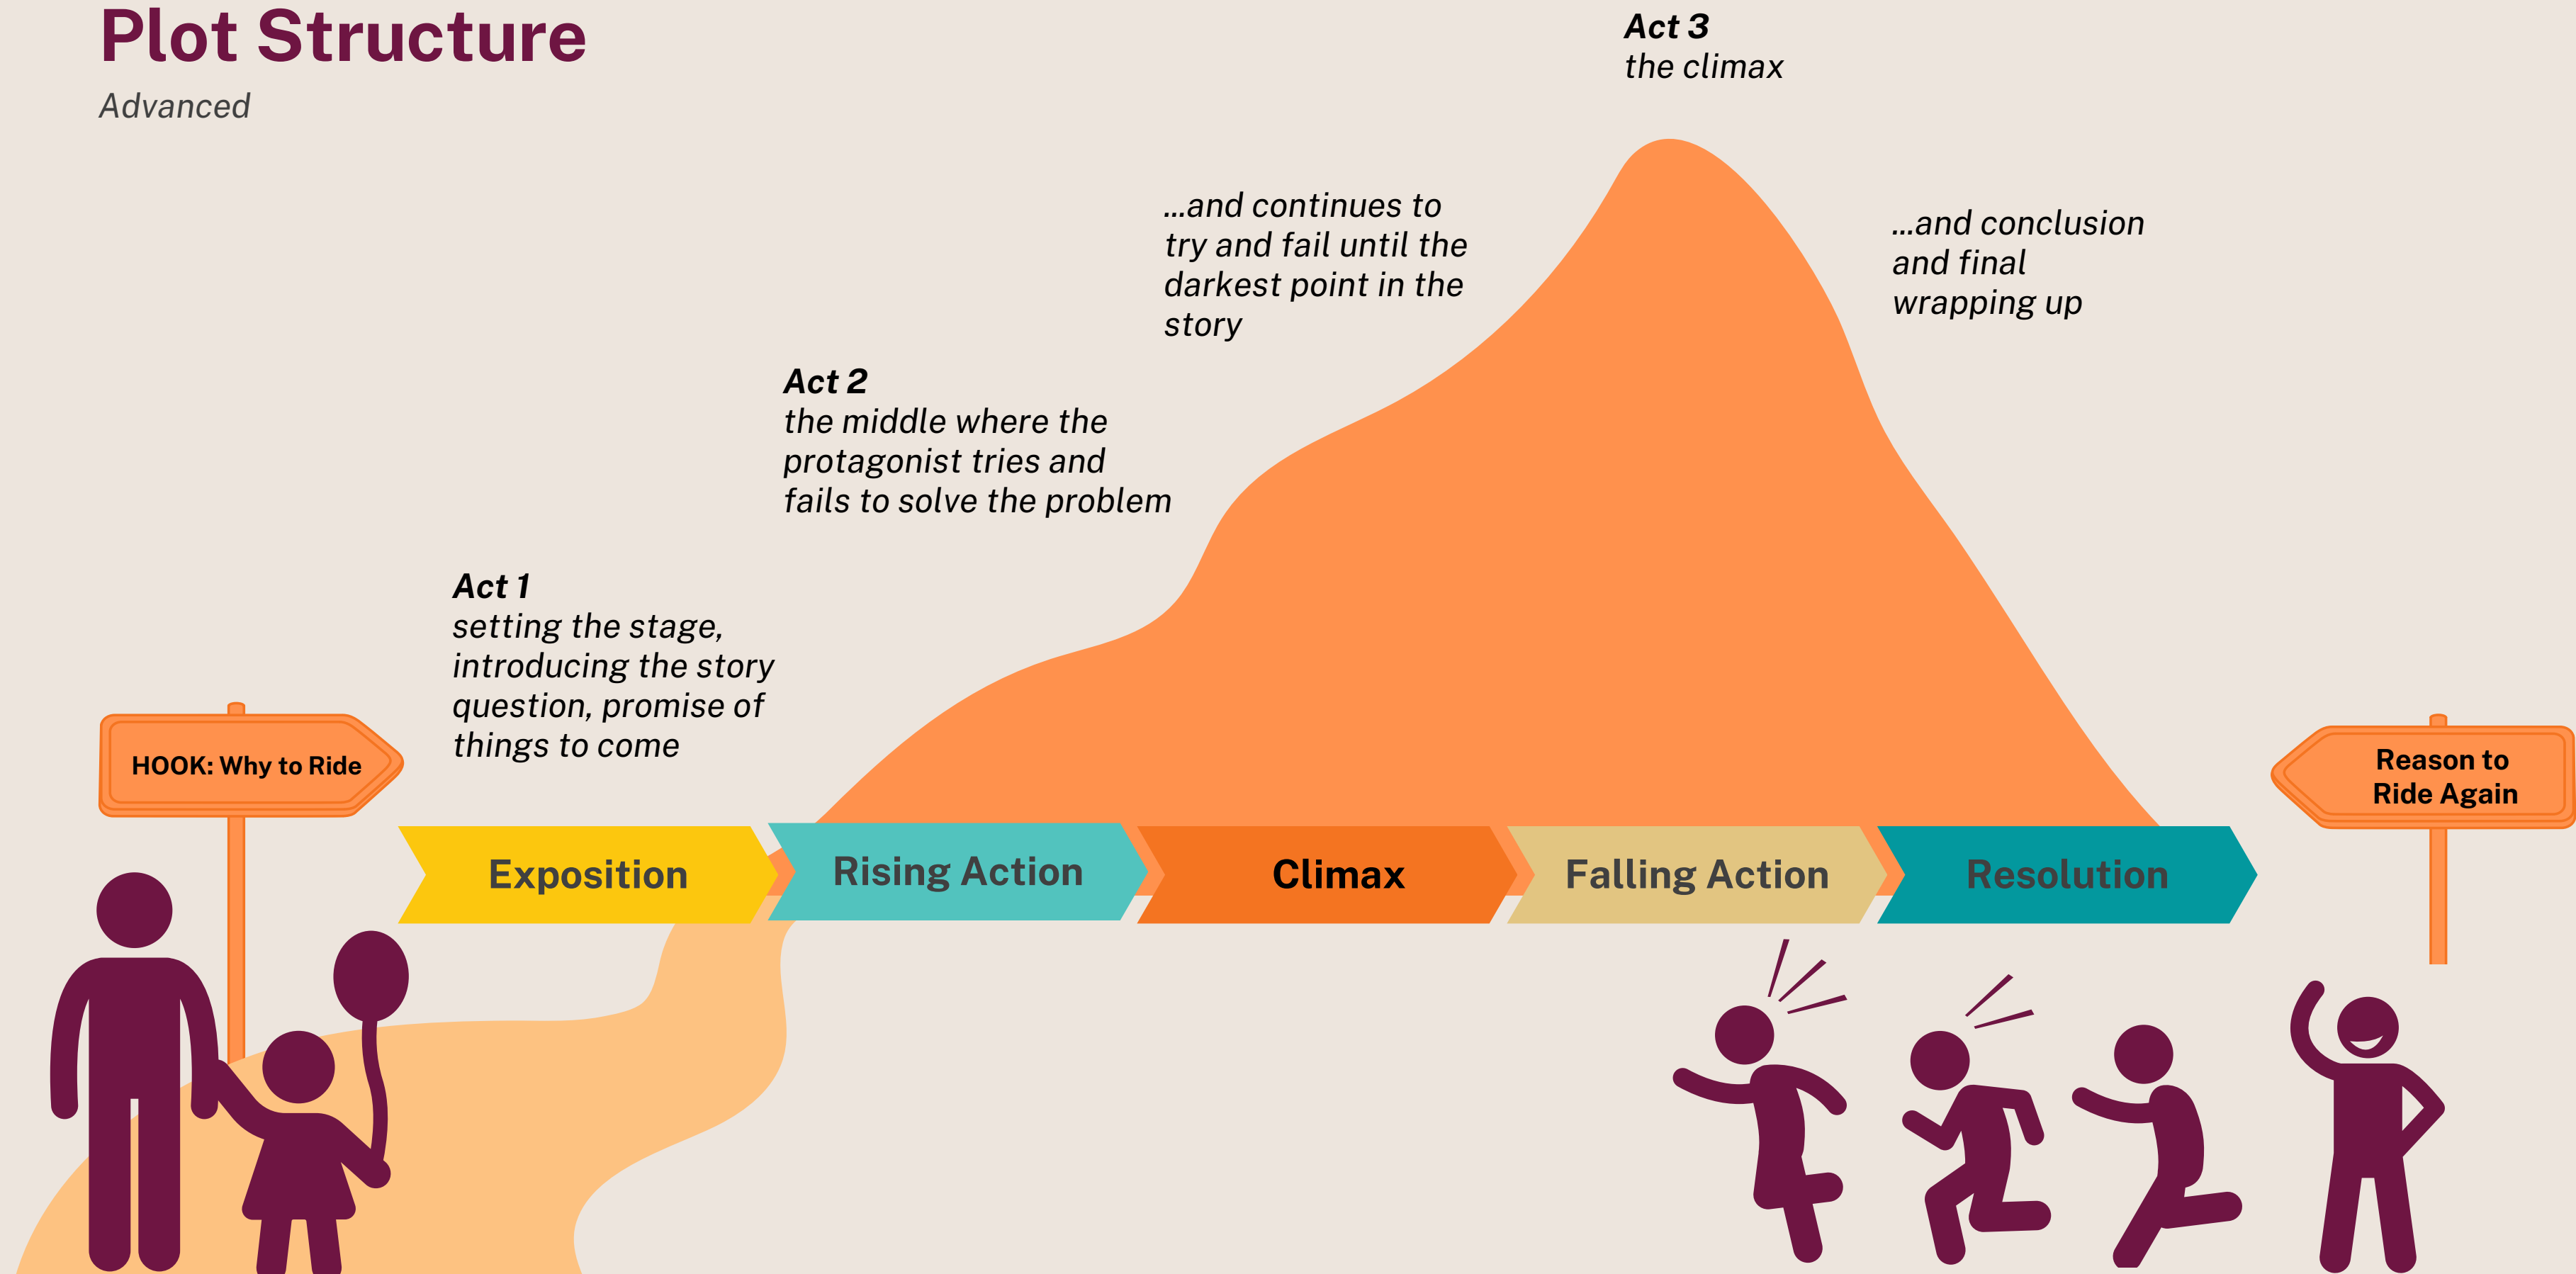 Plot Structure
Advanced
Act 3
the climax
...and continues to
try and fail until the
darkest point in the
story
...and conclusion
and final
wrapping up
Act 2
the middle where the
protagonist tries and
fails to solve the problem
Act 1
setting the stage,
introducing the story
question, promise of
things to come
HOOK: Why to Ride
Reason to
Ride Again
Exposition
Rising Action
Climax
Falling Action
Resolution